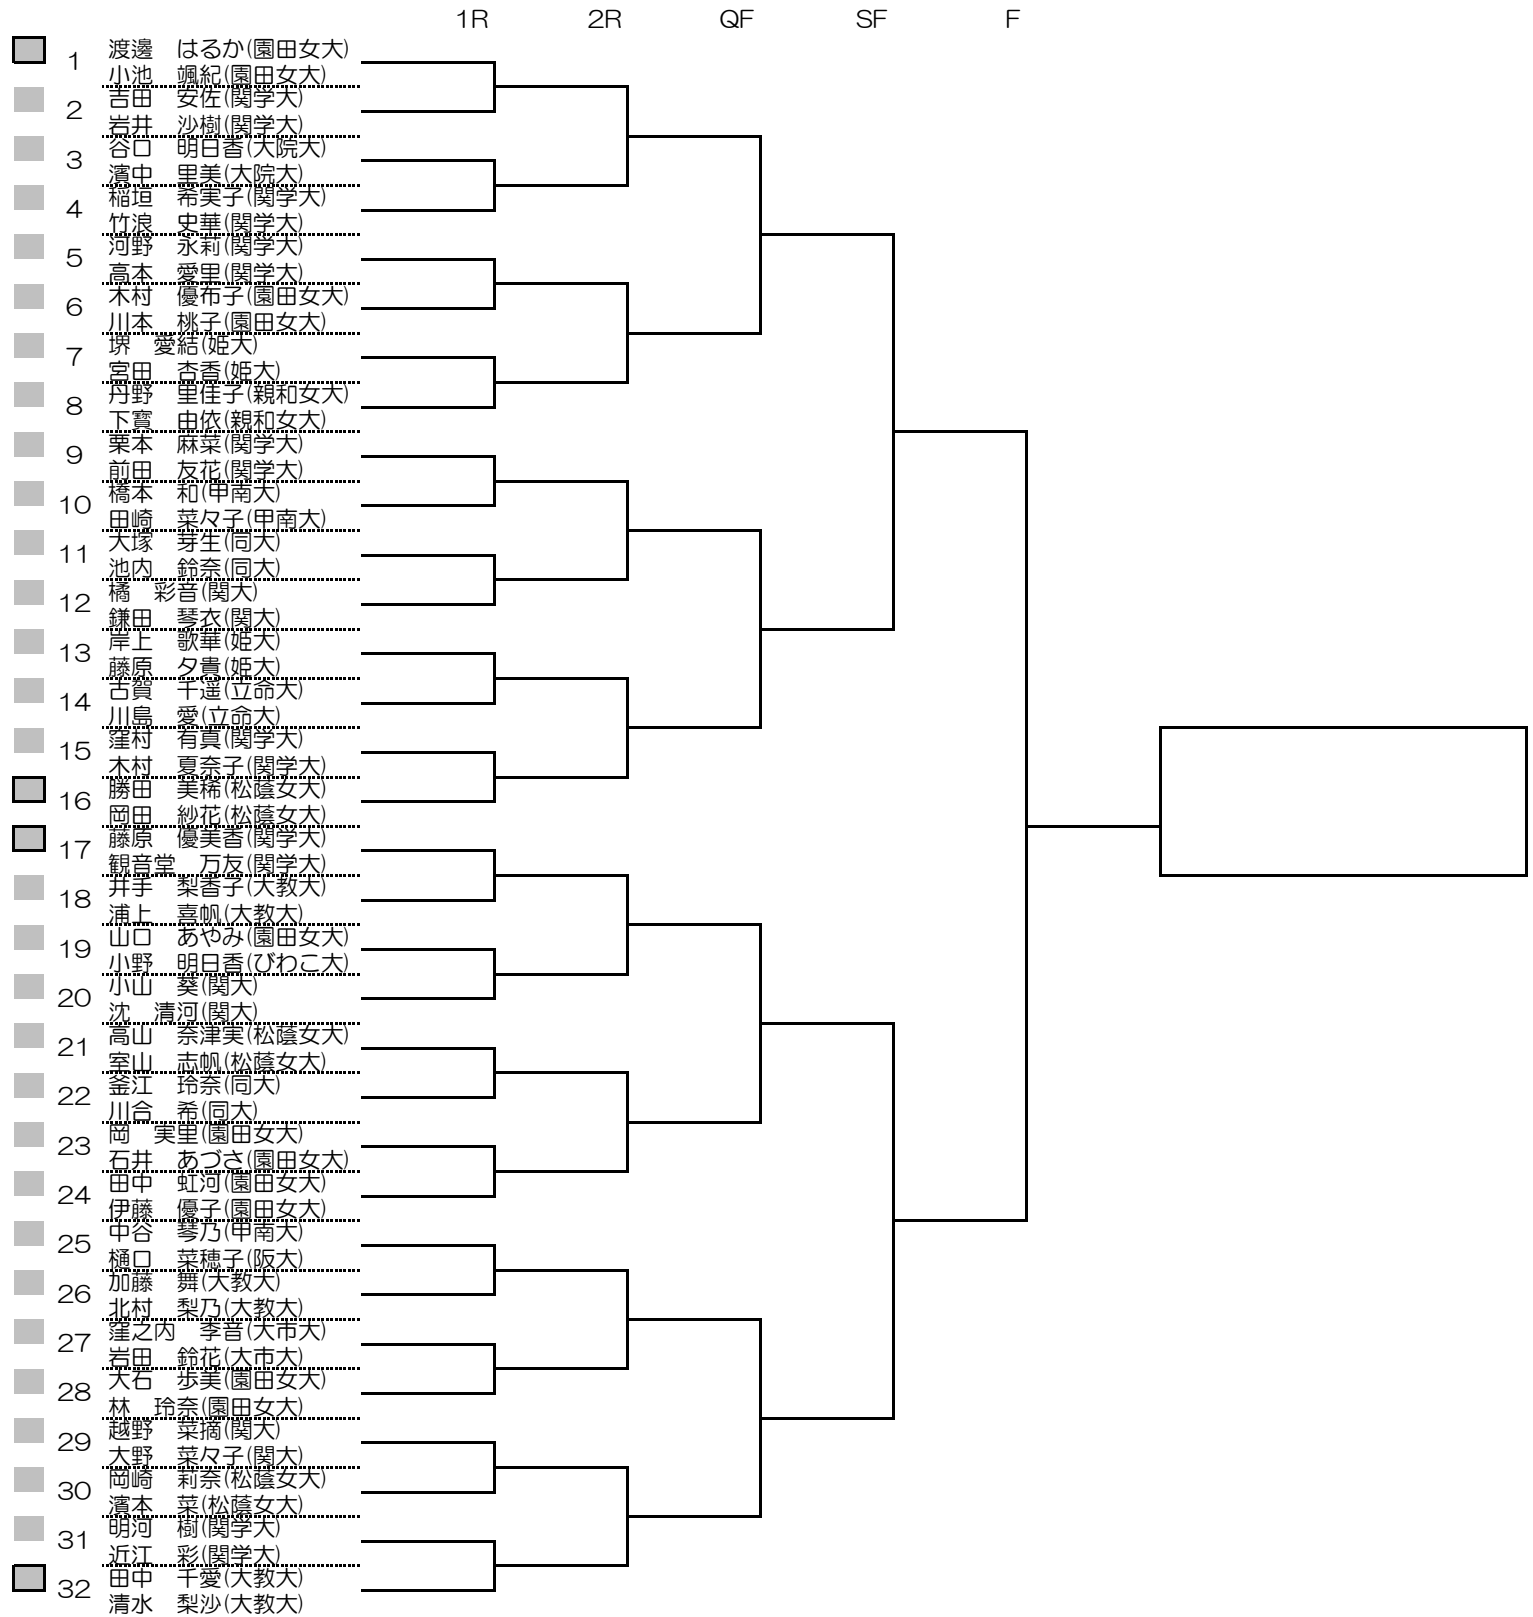 1R 2R QF SF F
1 渡邊 はるか(園田女大)
小池 颯紀(園田女大)
2 吉田 安佐(関学大)
岩井 沙樹(関学大)
3 谷口 明日香(大院大)
濱中 里美(大院大)
4 稲垣 希実子(関学大)
竹浪 史華(関学大)
5 河野 永莉(関学大)
高本 愛里(関学大)
6 木村 優布子(園田女大)
川本 桃子(園田女大)
7 堺 愛結(姫大)
宮田 杏香(姫大)
8 丹野 里佳子(親和女大)
下寳 由依(親和女大)
9 栗本 麻菜(関学大)
前田 友花(関学大)
10 橋本 和(甲南大)
田崎 菜々子(甲南大)
11 大塚 芽生(同大)
池内 鈴奈(同大)
12 橘 彩音(関大)
鎌田 琴衣(関大)
13 岸上 歌華(姫大)
藤原 夕貴(姫大)
14 古賀 千遥(立命大)
川島 愛(立命大)
15 窪村 有真(関学大)
木村 夏奈子(関学大)
16 勝田 美稀(松蔭女大)
岡田 紗花(松蔭女大)
17 藤原 優美香(関学大)
観音堂 万友(関学大)
18 井手 梨香子(大教大)
浦上 喜帆(大教大)
19 山口 あやみ(園田女大)
小野 明日香(びわこ大)
20 小山 葵(関大)
沈 清河(関大)
21 高山 奈津実(松蔭女大)
室山 志帆(松蔭女大)
22 釜江 玲奈(同大)
川合 希(同大)
23 岡 実里(園田女大)
石井 あづさ(園田女大)
24 田中 虹河(園田女大)
伊藤 優子(園田女大)
25 中谷 琴乃(甲南大)
樋口 菜穂子(阪大)
26 加藤 舞(大教大)
北村 梨乃(大教大)
27 窪之内 李音(大市大)
岩田 鈴花(大市大)
28 大石 歩美(園田女大)
林 玲奈(園田女大)
29 越野 菜摘(関大)
大野 菜々子(関大)
30 岡崎 莉奈(松蔭女大)
濱本 菜(松蔭女大)
31 明河 樹(関学大)
近江 彩(関学大)
32 田中 千愛(大教大)
清水 梨沙(大教大)